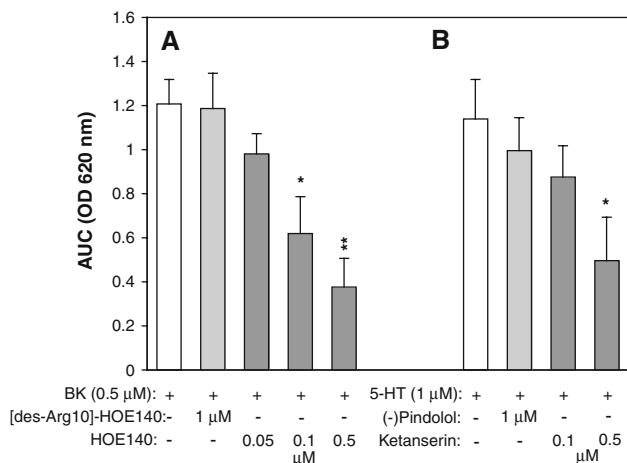 A
B
AUC (OD 620 nm)
1.6
1.4
1.2
1
0.8
0.6
0.4
0.2
0
*
**
*
BK (0.5 µM): + + + + + 5-HT (1 µM): + + + +
[des-Arg10]-HOE140:- 1 µM - - - (-)Pindolol: - 1 µM - -
HOE140: - - 0.05 0.1 0.5 Ketanserin: - - 0.1 0.5
µM µM